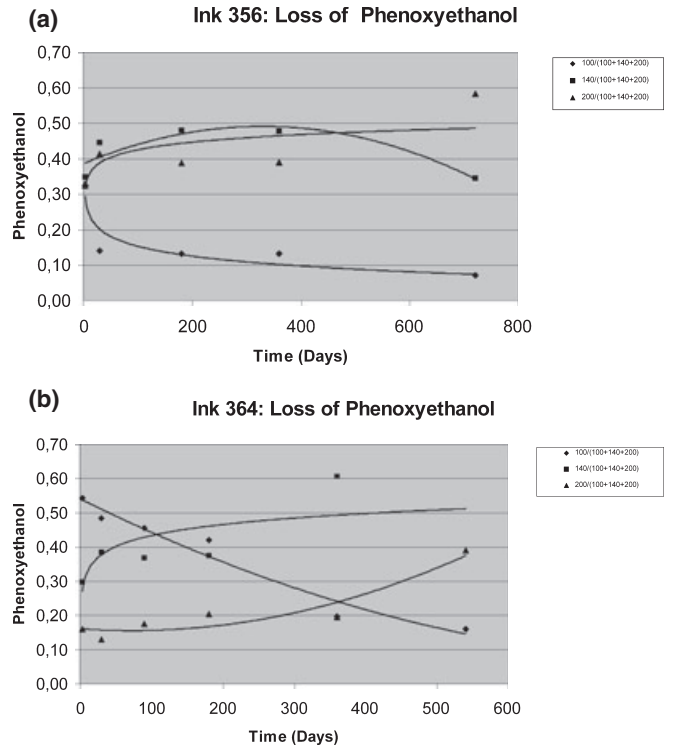 (a)
Ink 356: Loss of Phenoxyethanol
0,70
0,60
0,50
0,40
0,30
0,20
0,10
0,00
Phenoxyethanol
0 200 400 600 800
Time (Days)
100/(100+140+200)
140/(100+140+200)
200/(100+140+200)
(b)
Ink 364: Loss of Phenoxyethanol
0,70
0,60
0,50
0,40
0,30
0,20
0,10
0,00
Phenoxyethanol
0 100 200 300 400 500 600
Time (Days)
100/(100+140+200)
140/(100+140+200)
200/(100+140+200)